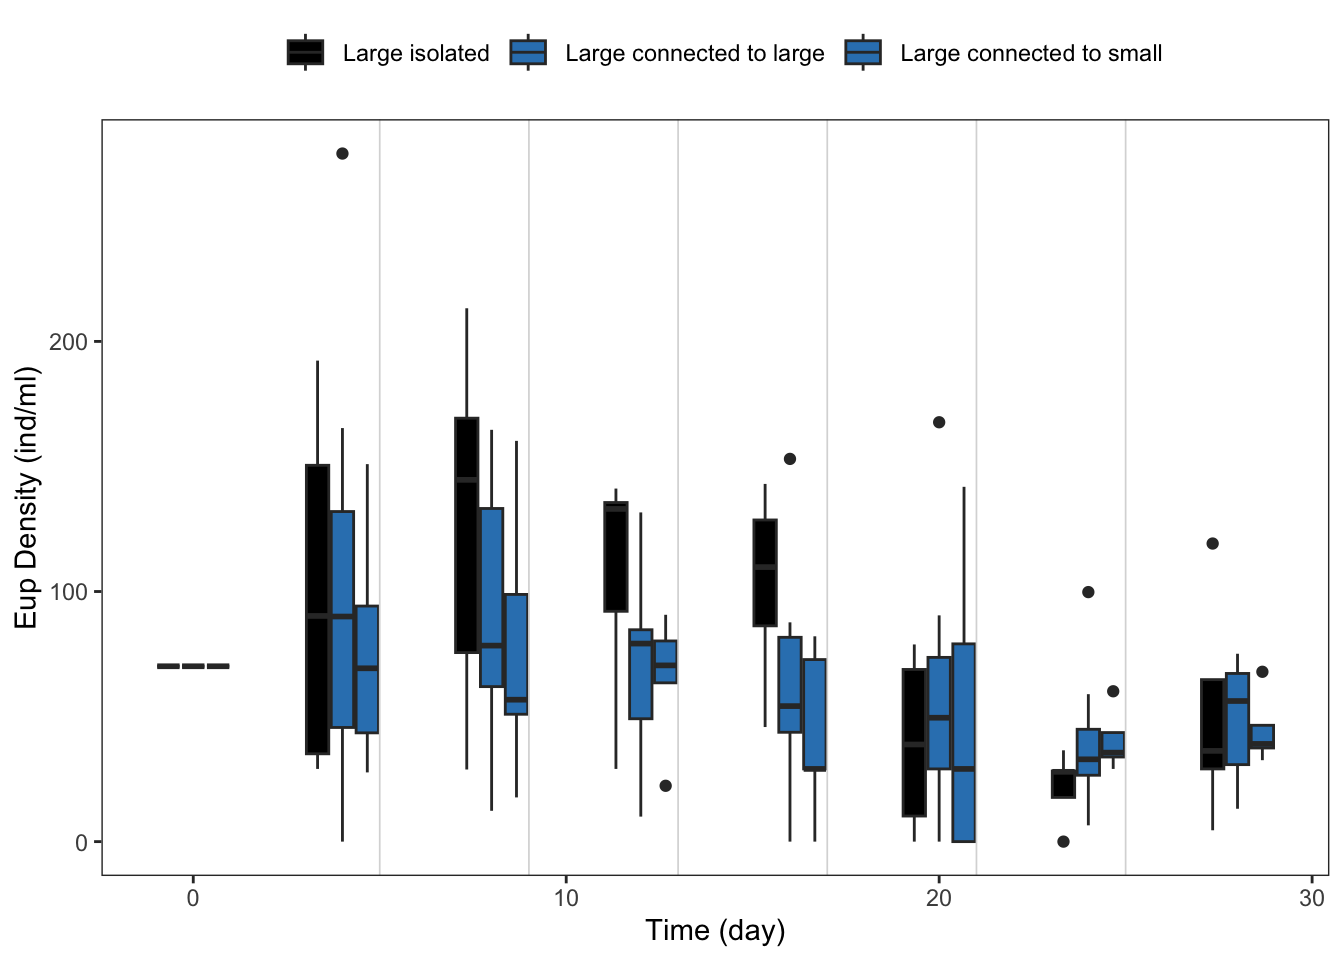 Large isolated Large connected to large Large connected to small
Eup Density (ind/ml)
200
100
0
0 10 20 30
Time (day)